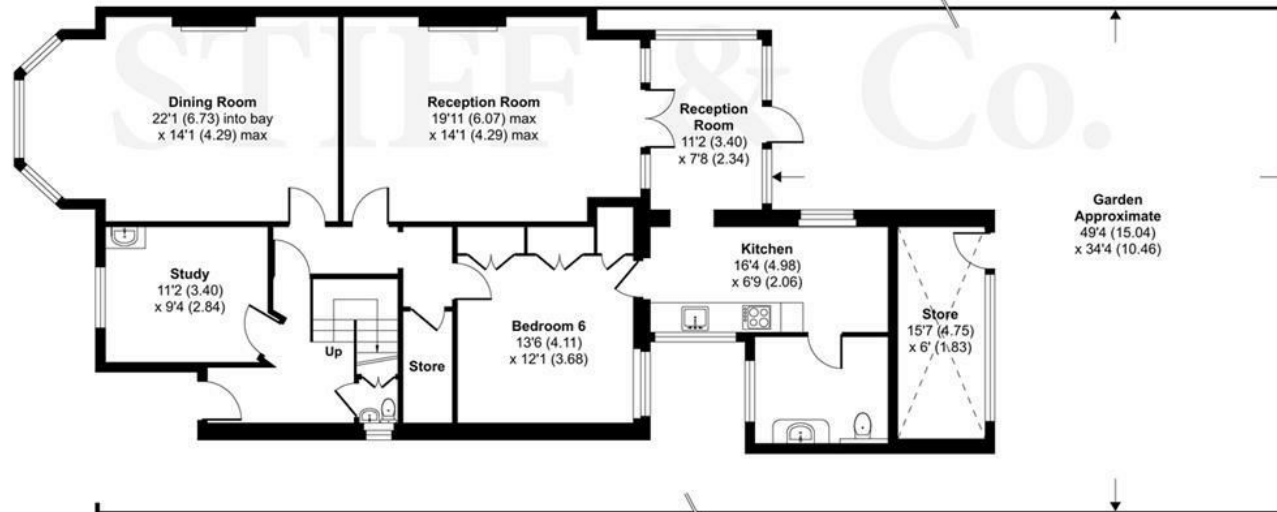 STIFF & Co.
Dining Room
22'1 (6.73) into bay
x 14'1 (4.29) max
Reception Room
19'11 (6.07) max
x 14'1 (4.29) max
Reception
Room
11'2 (3.40)
x 7'8 (2.34)
Garden
Approximate
49'4 (15.04)
x 34'4 (10.46)
Study
11'2 (3.40)
x 9'4 (2.84)
Up
Store
Bedroom 6
13'6 (4.11)
x 12'1 (3.68)
Kitchen
16'4 (4.98)
x 6'9 (2.06)
Store
15'7 (4.75)
x 6' (1.83)